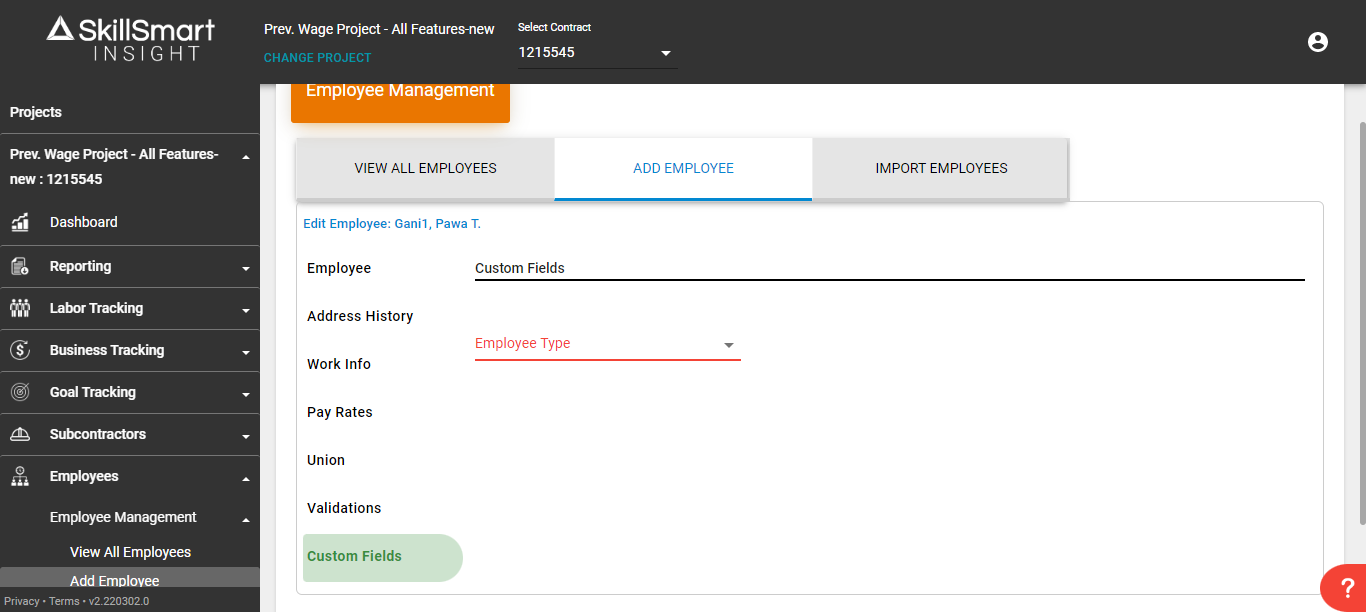 SkillSmart
INSIGHT
Prev. Wage Project - All Features-new
CHANGE PROJECT
Select Contract
1215545
Projects
Prev. Wage Project - All Features-
new : 1215545
Dashboard
Reporting
Labor Tracking
Business Tracking
Goal Tracking
Subcontractors
Employees
Employee Management
View All Employees
Add Employee
Privacy • Terms • v2.220302.0
Employee Management
VIEW ALL EMPLOYEES
ADD EMPLOYEE
IMPORT EMPLOYEES
Edit Employee: Gani1, Pawa T.
Employee
Address History
Work Info
Pay Rates
Union
Validations
Custom Fields
Custom Fields
Employee Type
?